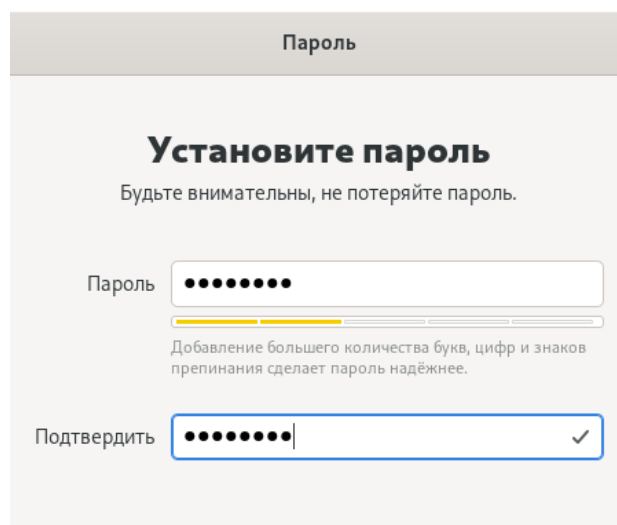 Пароль
Установите пароль
Будьте внимательны, не потеряйте пароль.
Пароль ••••••••
Добавление большего количества букв, цифр и знаков
препинания сделает пароль надёжнее.
Подтвердить ••••••••